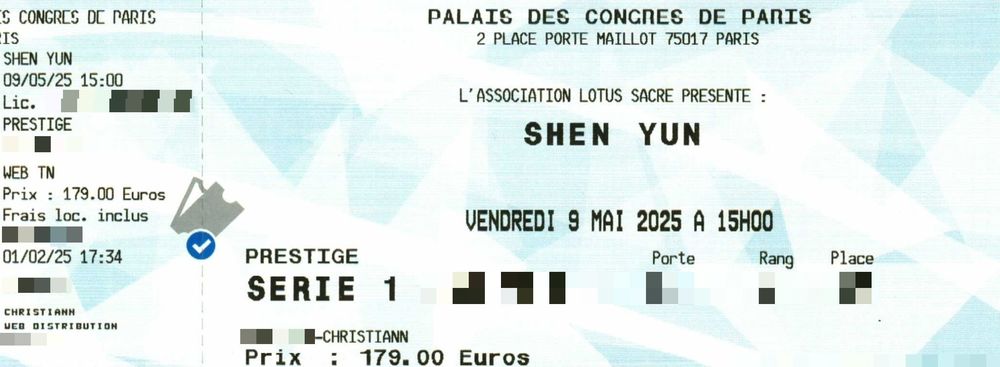 S CONGRES DE PARIS
RIS
SHEN YUN
09/05/25 15:00
Lic.
PRESTIGE
WEB TN
Prix : 179.00 Euros
Frais loc. inclus
01/02/25 17:34
CHRISTIANN
WEB DISTRIBUTION
PALAIS DES CONGRES DE PARIS
2 PLACE PORTE MAILLOT 75017 PARIS
L'ASSOCIATION LOTUS SACRE PRESENTE :
SHEN YUN
VENDREDI 9 MAI 2025 A 15H00
PRESTIGE
Porte Rang Place
SERIE 1
-CHRISTIANN
Prix : 179.00 Euros